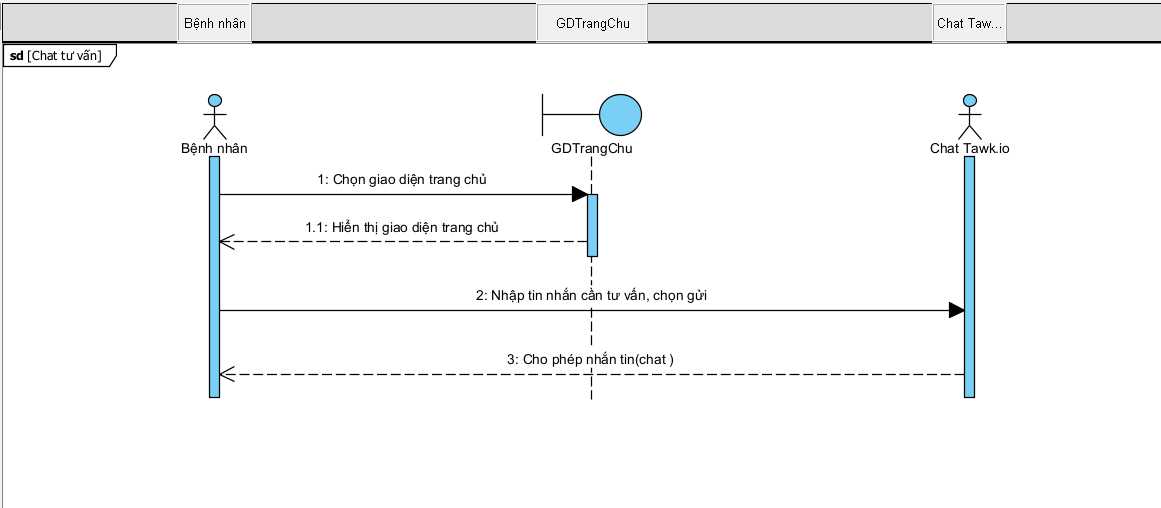 Bệnh nhân GDTrangChu Chat Taw...
sd [Chat tư vấn]
Bệnh nhân GDTrangChu Chat Tawk.io
1: Chọn giao diện trang chủ
1.1: Hiển thị giao diện trang chủ
2: Nhập tin nhắn cần tư vấn, chọn gửi
3: Cho phép nhắn tin(chat )